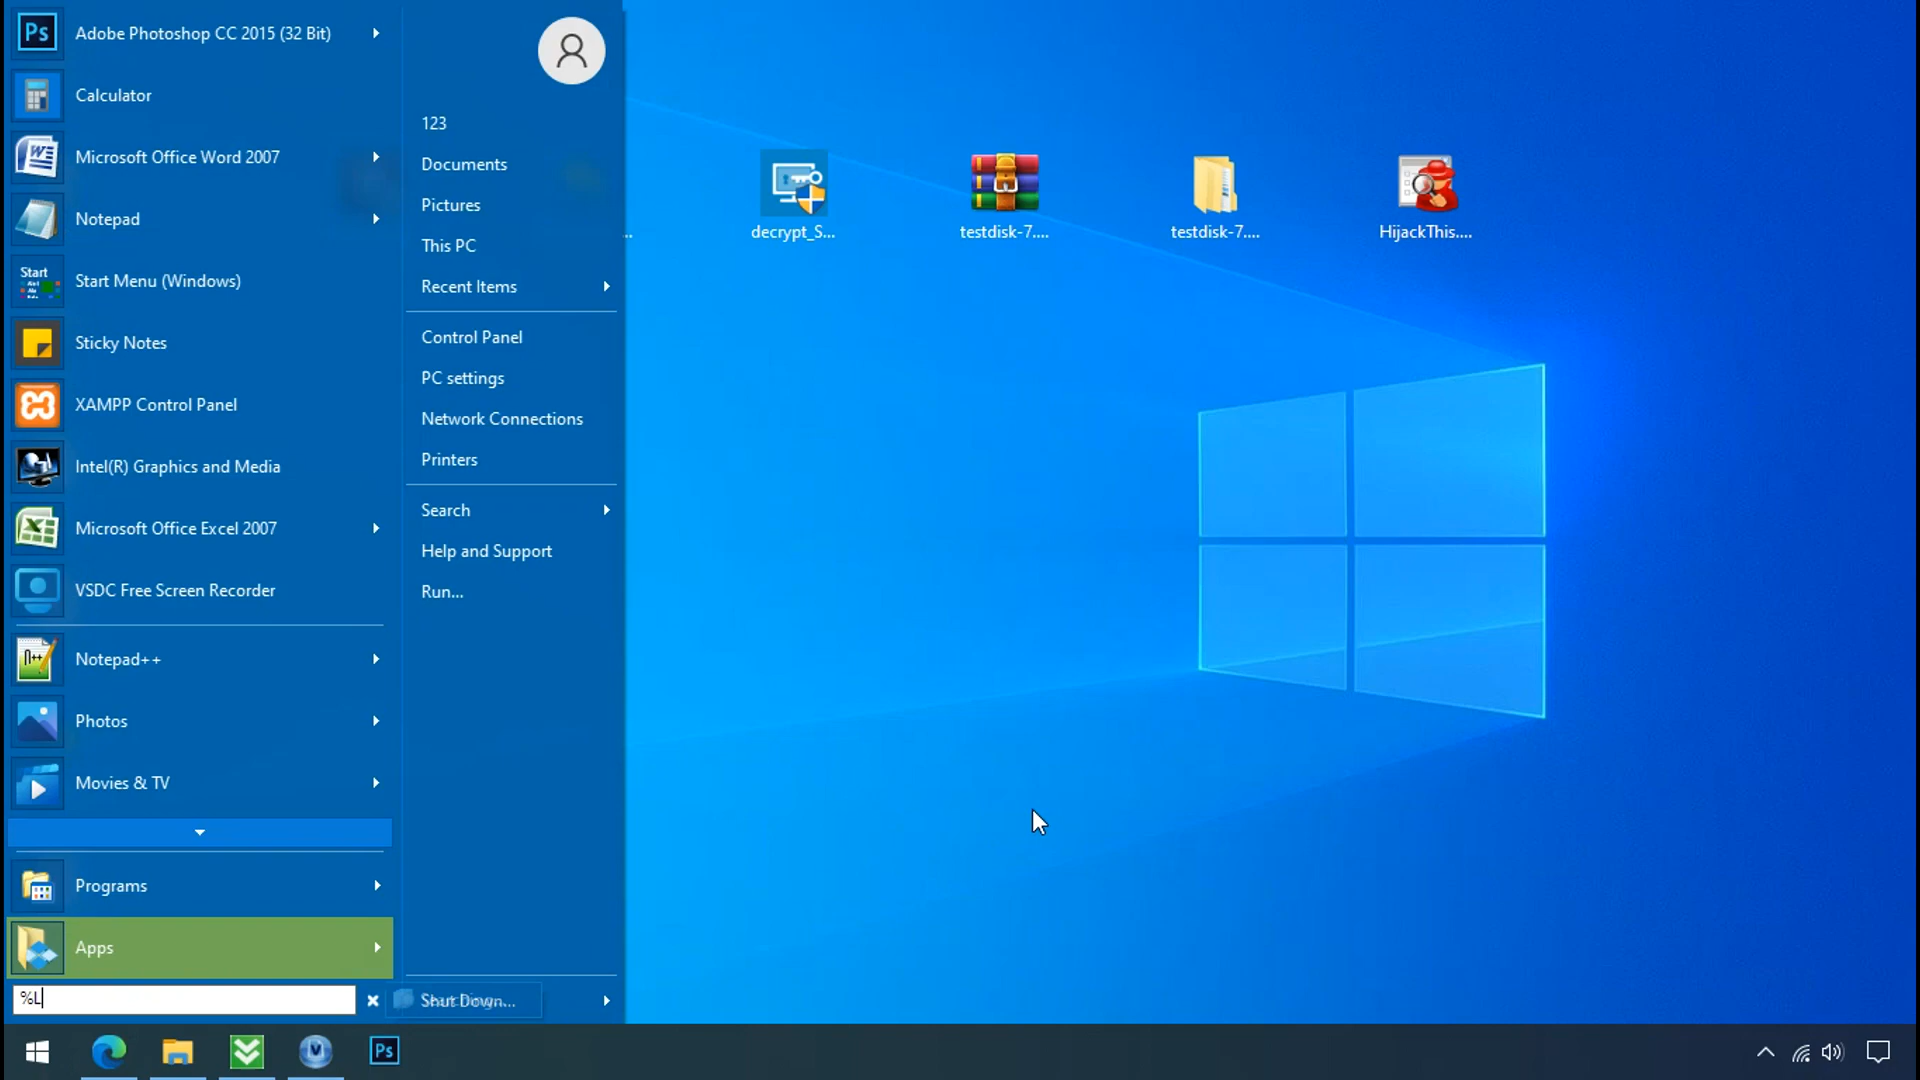 Adobe Photoshop CC 2015 (32 Bit)
Calculator
Microsoft Office Word 2007
Notepad
Start Menu (Windows)
Sticky Notes
XAMPP Control Panel
Intel(R) Graphics and Media
Microsoft Office Excel 2007
VSDC Free Screen Recorder
Notepad++
Photos
Movies & TV
Programs
Apps
%L
123
Documents
Pictures
This PC
Recent Items
Control Panel
PC settings
Network Connections
Printers
Search
Help and Support
Run...
Shut Down...
...
decrypt_S...
testdisk-7....
testdisk-7....
HijackThis....
Ps
Start
Ps